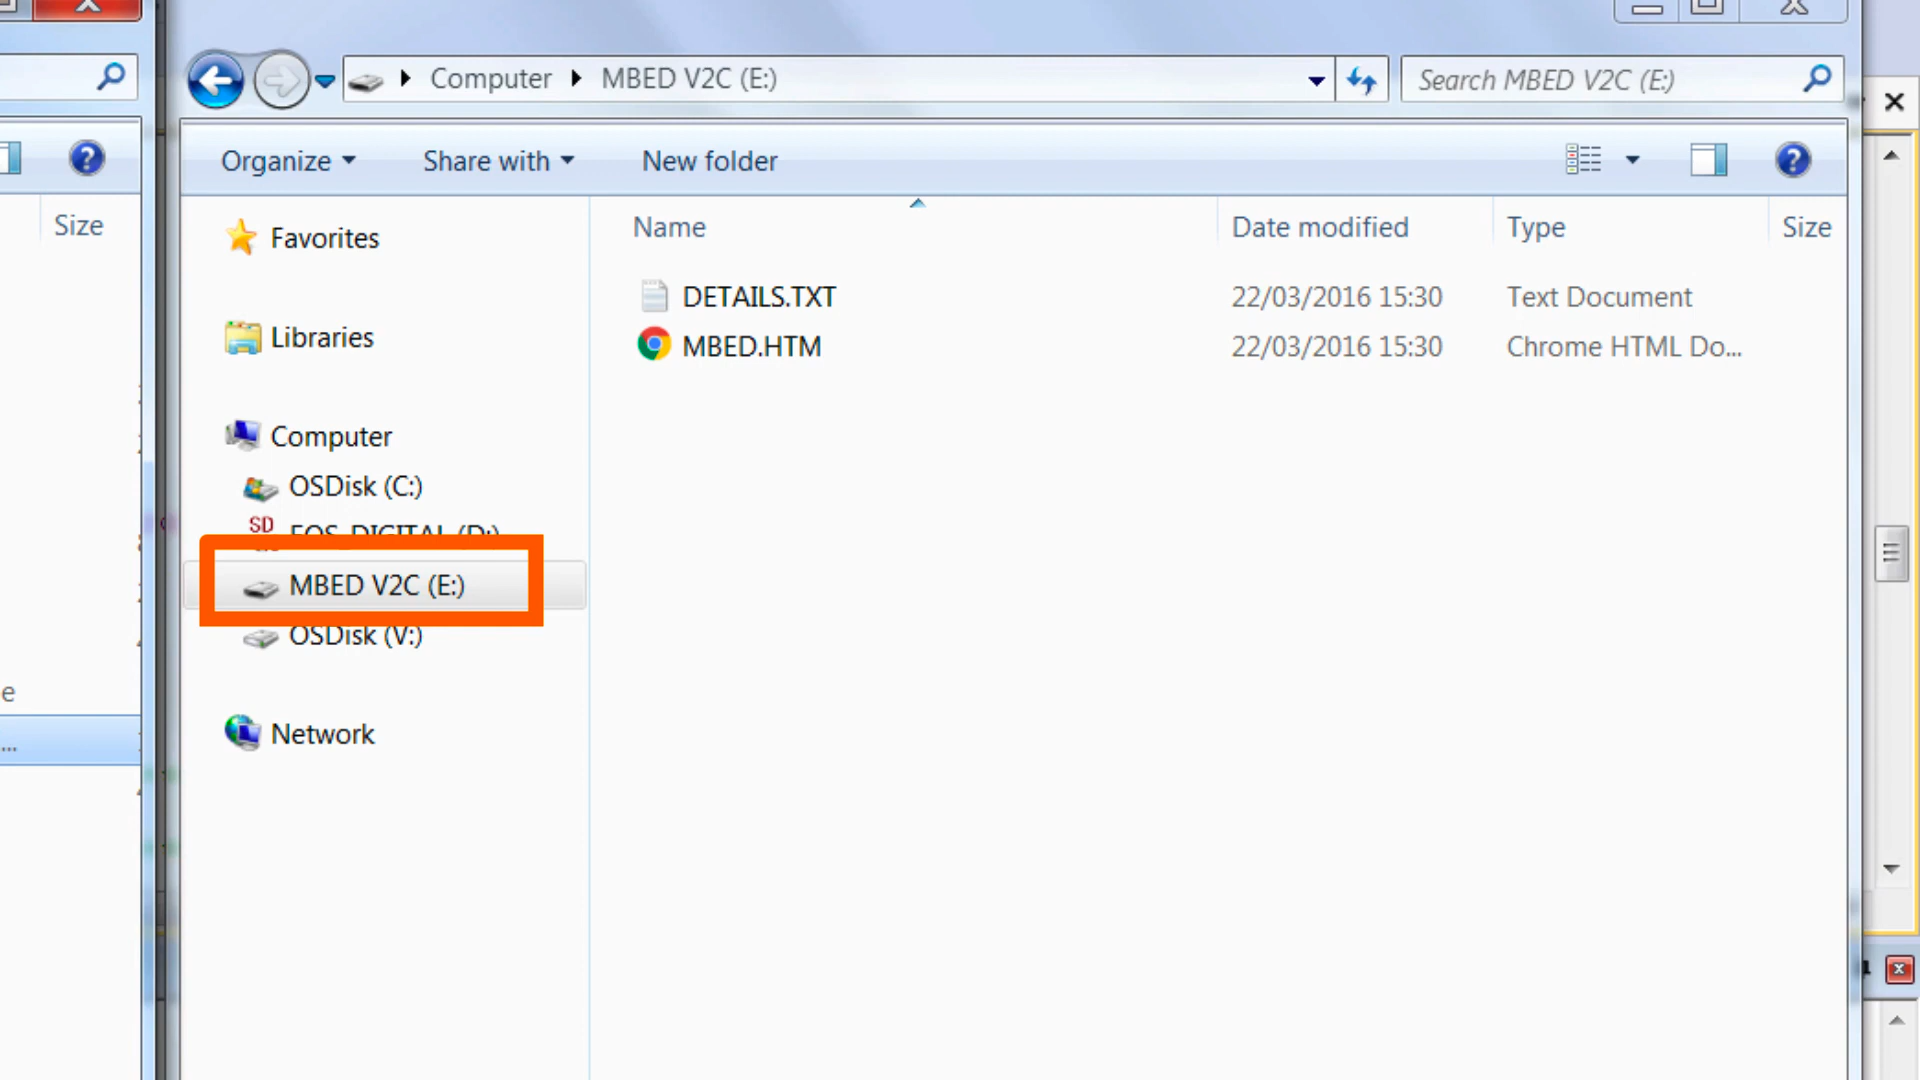 Computer MBED V2C (E:)
Search MBED V2C (E:)
Organize Share with New folder
Size
Favorites
Libraries
Computer
OSDisk (C:)
SD EOS_DIGITAL (D:)
MBED V2C (E:)
OSDisk (V:)
Network
Name Date modified Type Size
DETAILS.TXT 22/03/2016 15:30 Text Document
MBED.HTM 22/03/2016 15:30 Chrome HTML Do...
e
...